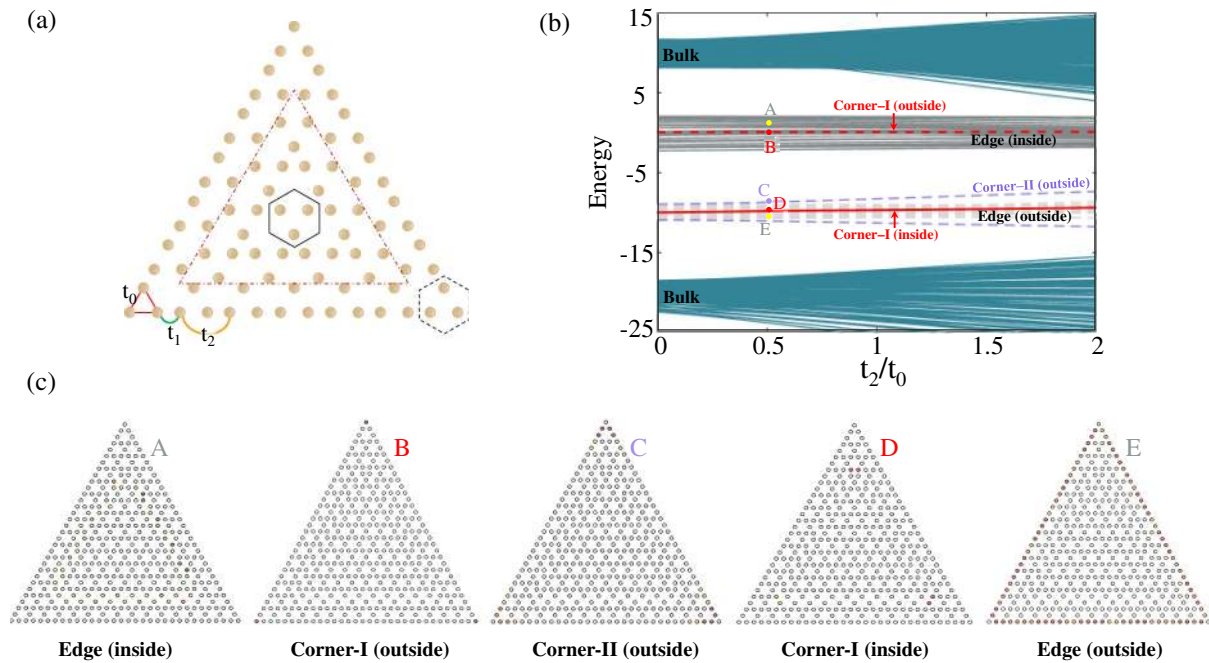 (a)
t0
t1
t2
(b)
Energy
15
5
-5
-15
-25
Bulk
A
Corner–I (outside)
B
Edge (inside)
C
Corner–II (outside)
D
Edge (outside)
E
Corner–I (inside)
Bulk
0 0.5 1 1.5 2
t2/t0
(c)
A B C D E
Edge (inside) Corner-I (outside) Corner-II (outside) Corner-I (inside) Edge (outside)